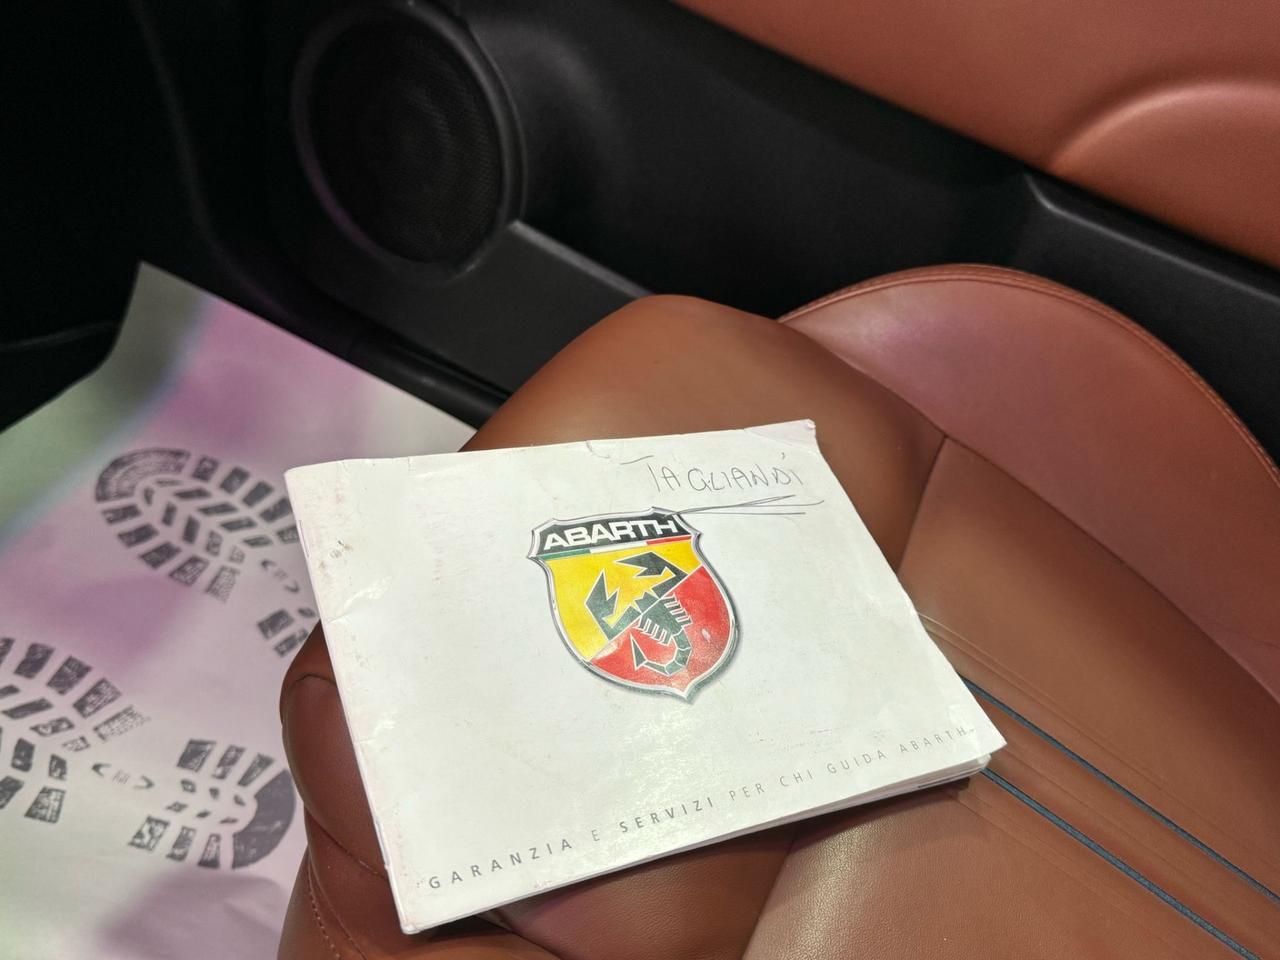 TAGLIANDI
ABARTH
GARANZIA E SERVIZI PER CHI GUIDA ABARTH